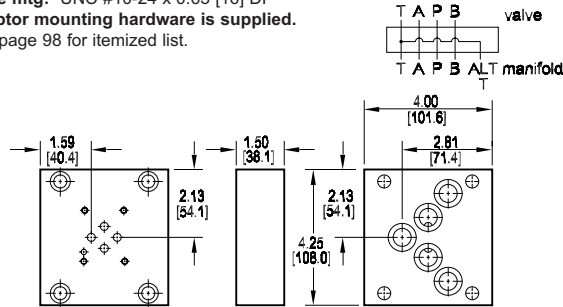 mtg: UNC #10-24 x 0.63 [16] DP
ptor mounting hardware is supplied.
page 98 for itemized list.
T A P B valve
T A P B ALT manifold
T
4.00
[101.6]
1.59
[40.4]
1.50
[38.1]
2.81
[71.4]
2.13
[54.1]
2.13
[54.1]
4.25
[108.0]